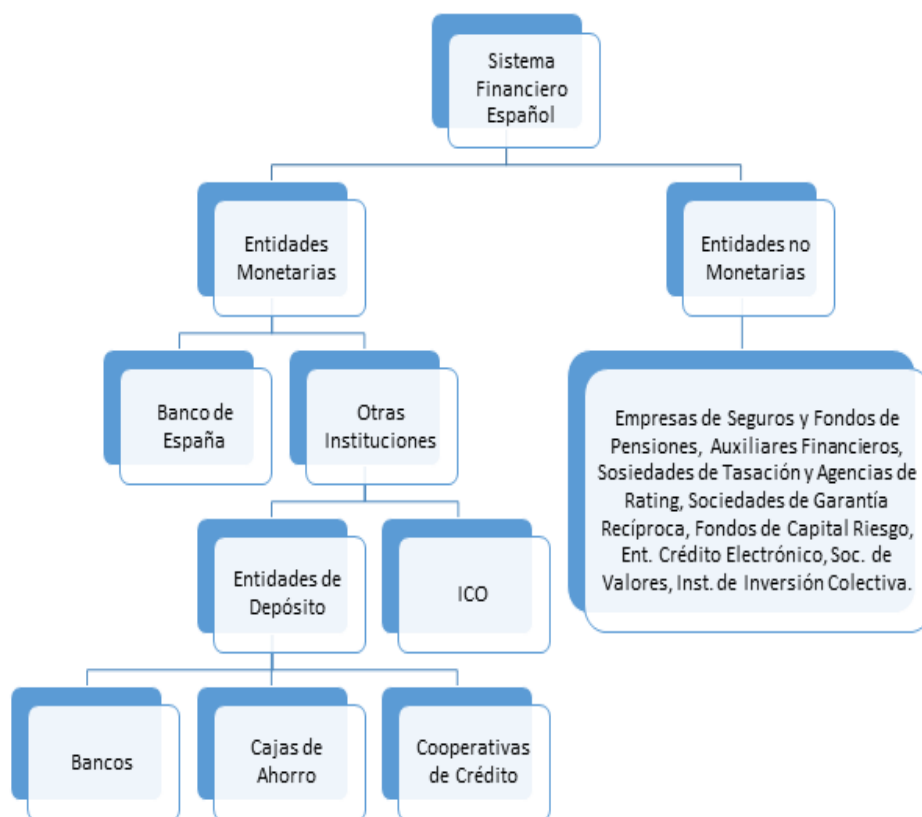 Sistema
Financiero
Español
Entidades
Monetarias
Entidades no
Monetarias
Banco de
España
Otras
Instituciones
Empresas de Seguros y Fondos de
Pensiones, Auxiliares Financieros,
Sosiedades de Tasación y Agencias de
Rating, Sociedades de Garantía
Recíproca, Fondos de Capital Riesgo,
Ent. Crédito Electrónico, Soc. de
Valores, Inst. de Inversión Colectiva.
Entidades de
Depósito
ICO
Bancos
Cajas de
Ahorro
Cooperativas
de Crédito